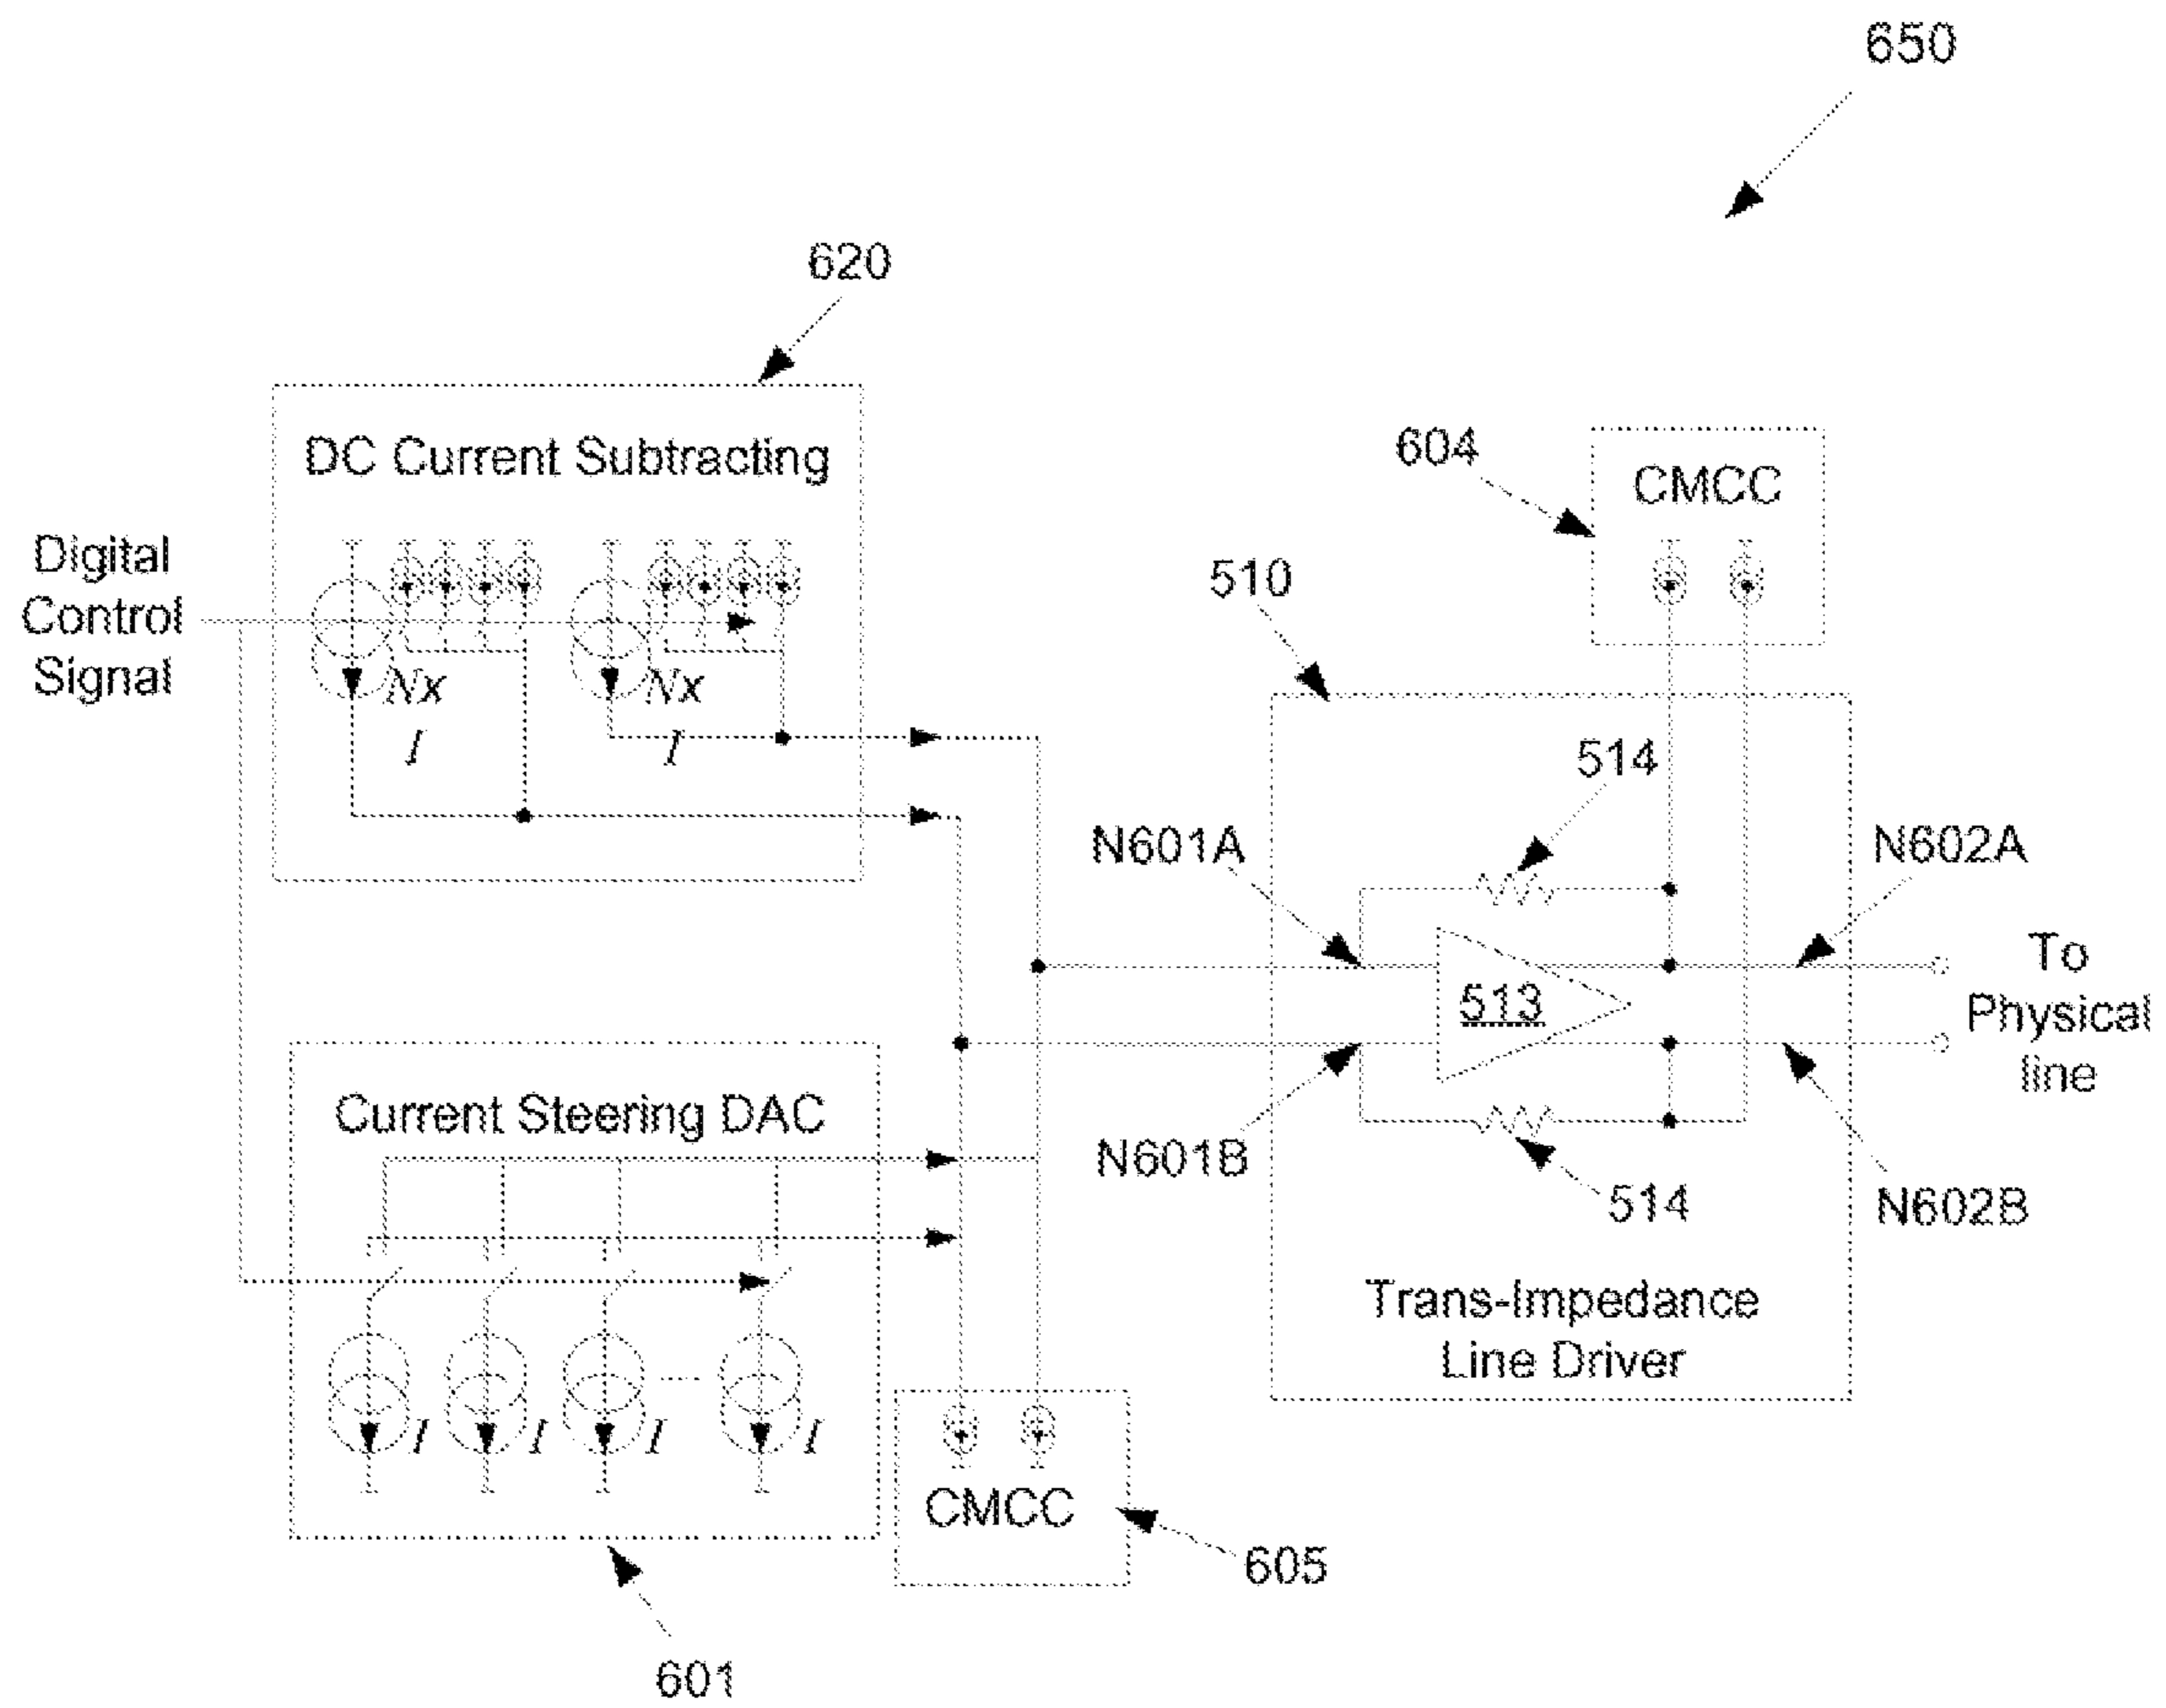 650
620
DC Current Subtracting
604
CMCC
Digital
Control
Signal
510
Nx
I
Nx
I
514
N601A
N602A
To
Physical
line
513
Current Steering DAC
N601B
514
N602B
Trans-Impedance
Line Driver
I
I
I
I
CMCC
605
601